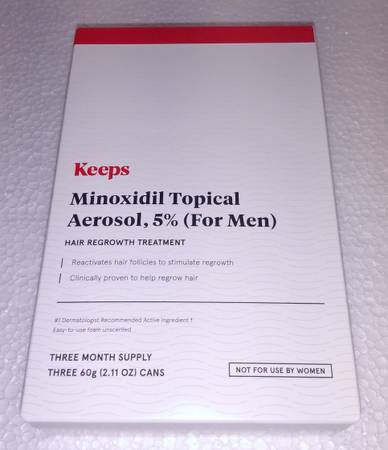 Keeps
Minoxidil Topical
Aerosol, 5% (For Men)
HAIR REGROWTH TREATMENT
Reactivates hair follicles to stimulate regrowth
Clinically proven to help regrow hair
#1 Dermatologist Recommended Active Ingredient †
Easy-to-use foam unscented
THREE MONTH SUPPLY
THREE 60g (2.11 OZ) CANS
NOT FOR USE BY WOMEN